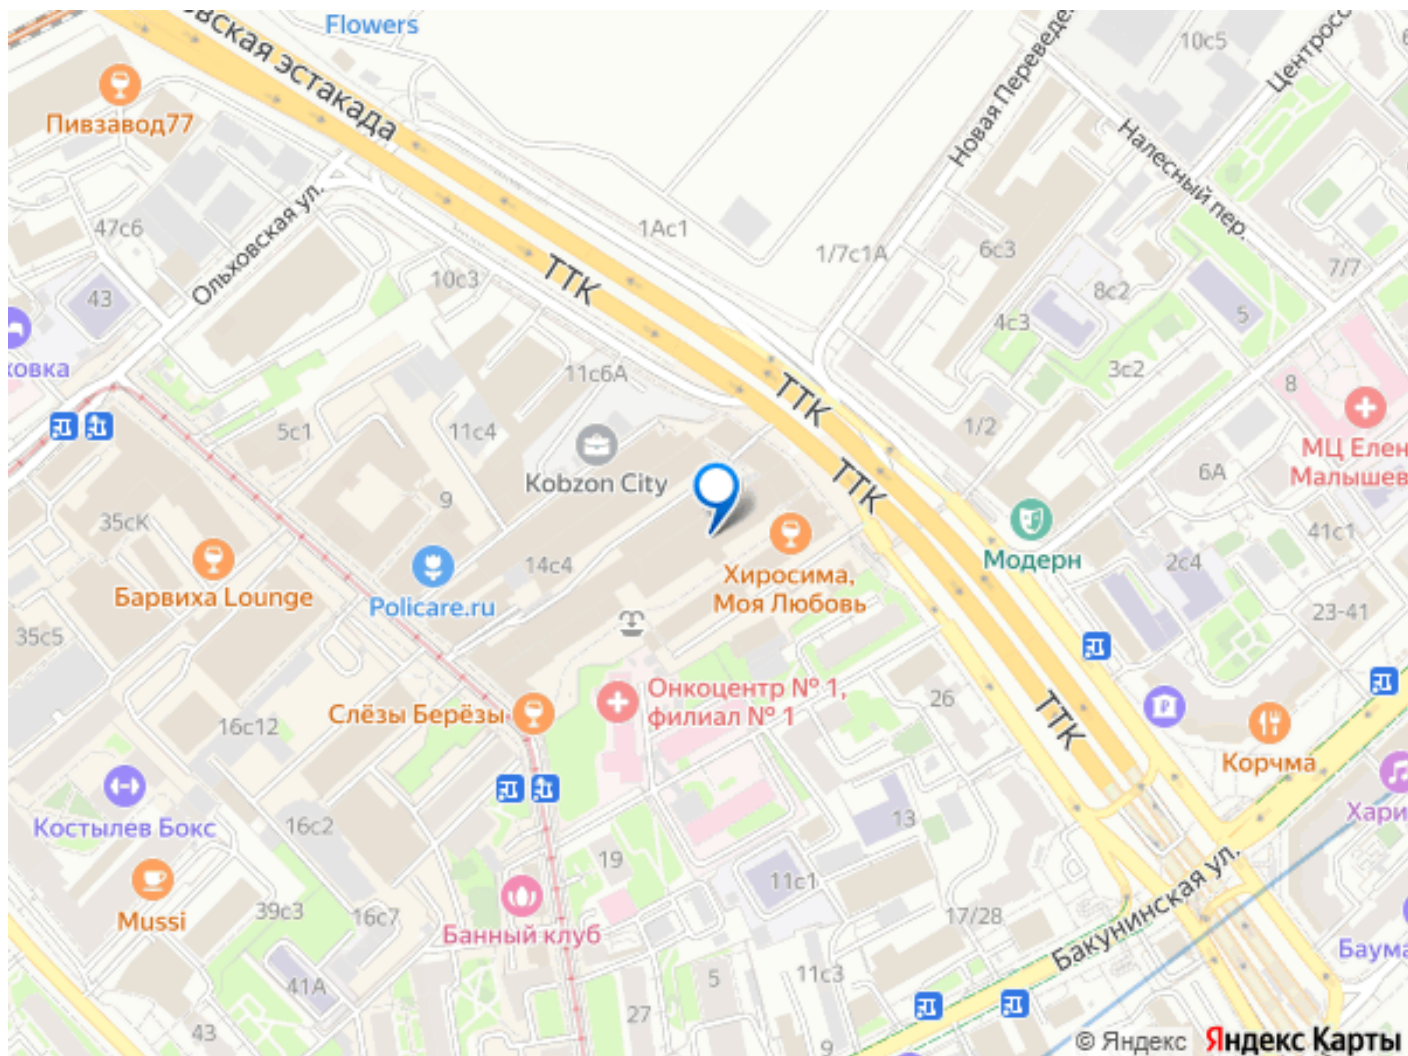 Flowers
вская эстакада
10с5
Центросо
Новая Переведен
Пивзавод77
Налесный пер.
47с6
Ольховская ул.
1Ас1
1/7с1А
6с3
7/7
10с3
ТТК
8с2
43
5
4с3
ховка
11с6А
ТТК
3с2
8
5с1
11с4
1/2
МЦ Елен
Малышев
Kobzon City
ТТК
6А
9
35сК
41с1
Модерн
14с4
2с4
Хиросима,
Моя Любовь
Барвиха Lounge
Policare.ru
23-41
35с5
Онкоцентр № 1,
филиал № 1
26
ТТК
Слёзы Берёзы
16с12
Корчма
Костылев Бокс
16с2
13
Хари
19
11с1
Mussi
39с3
16с7
17/28
Бакунинская ул.
Банный клуб
Баума
41А
5
11с3
43
27
9
© Яндекс Яндекс Карты